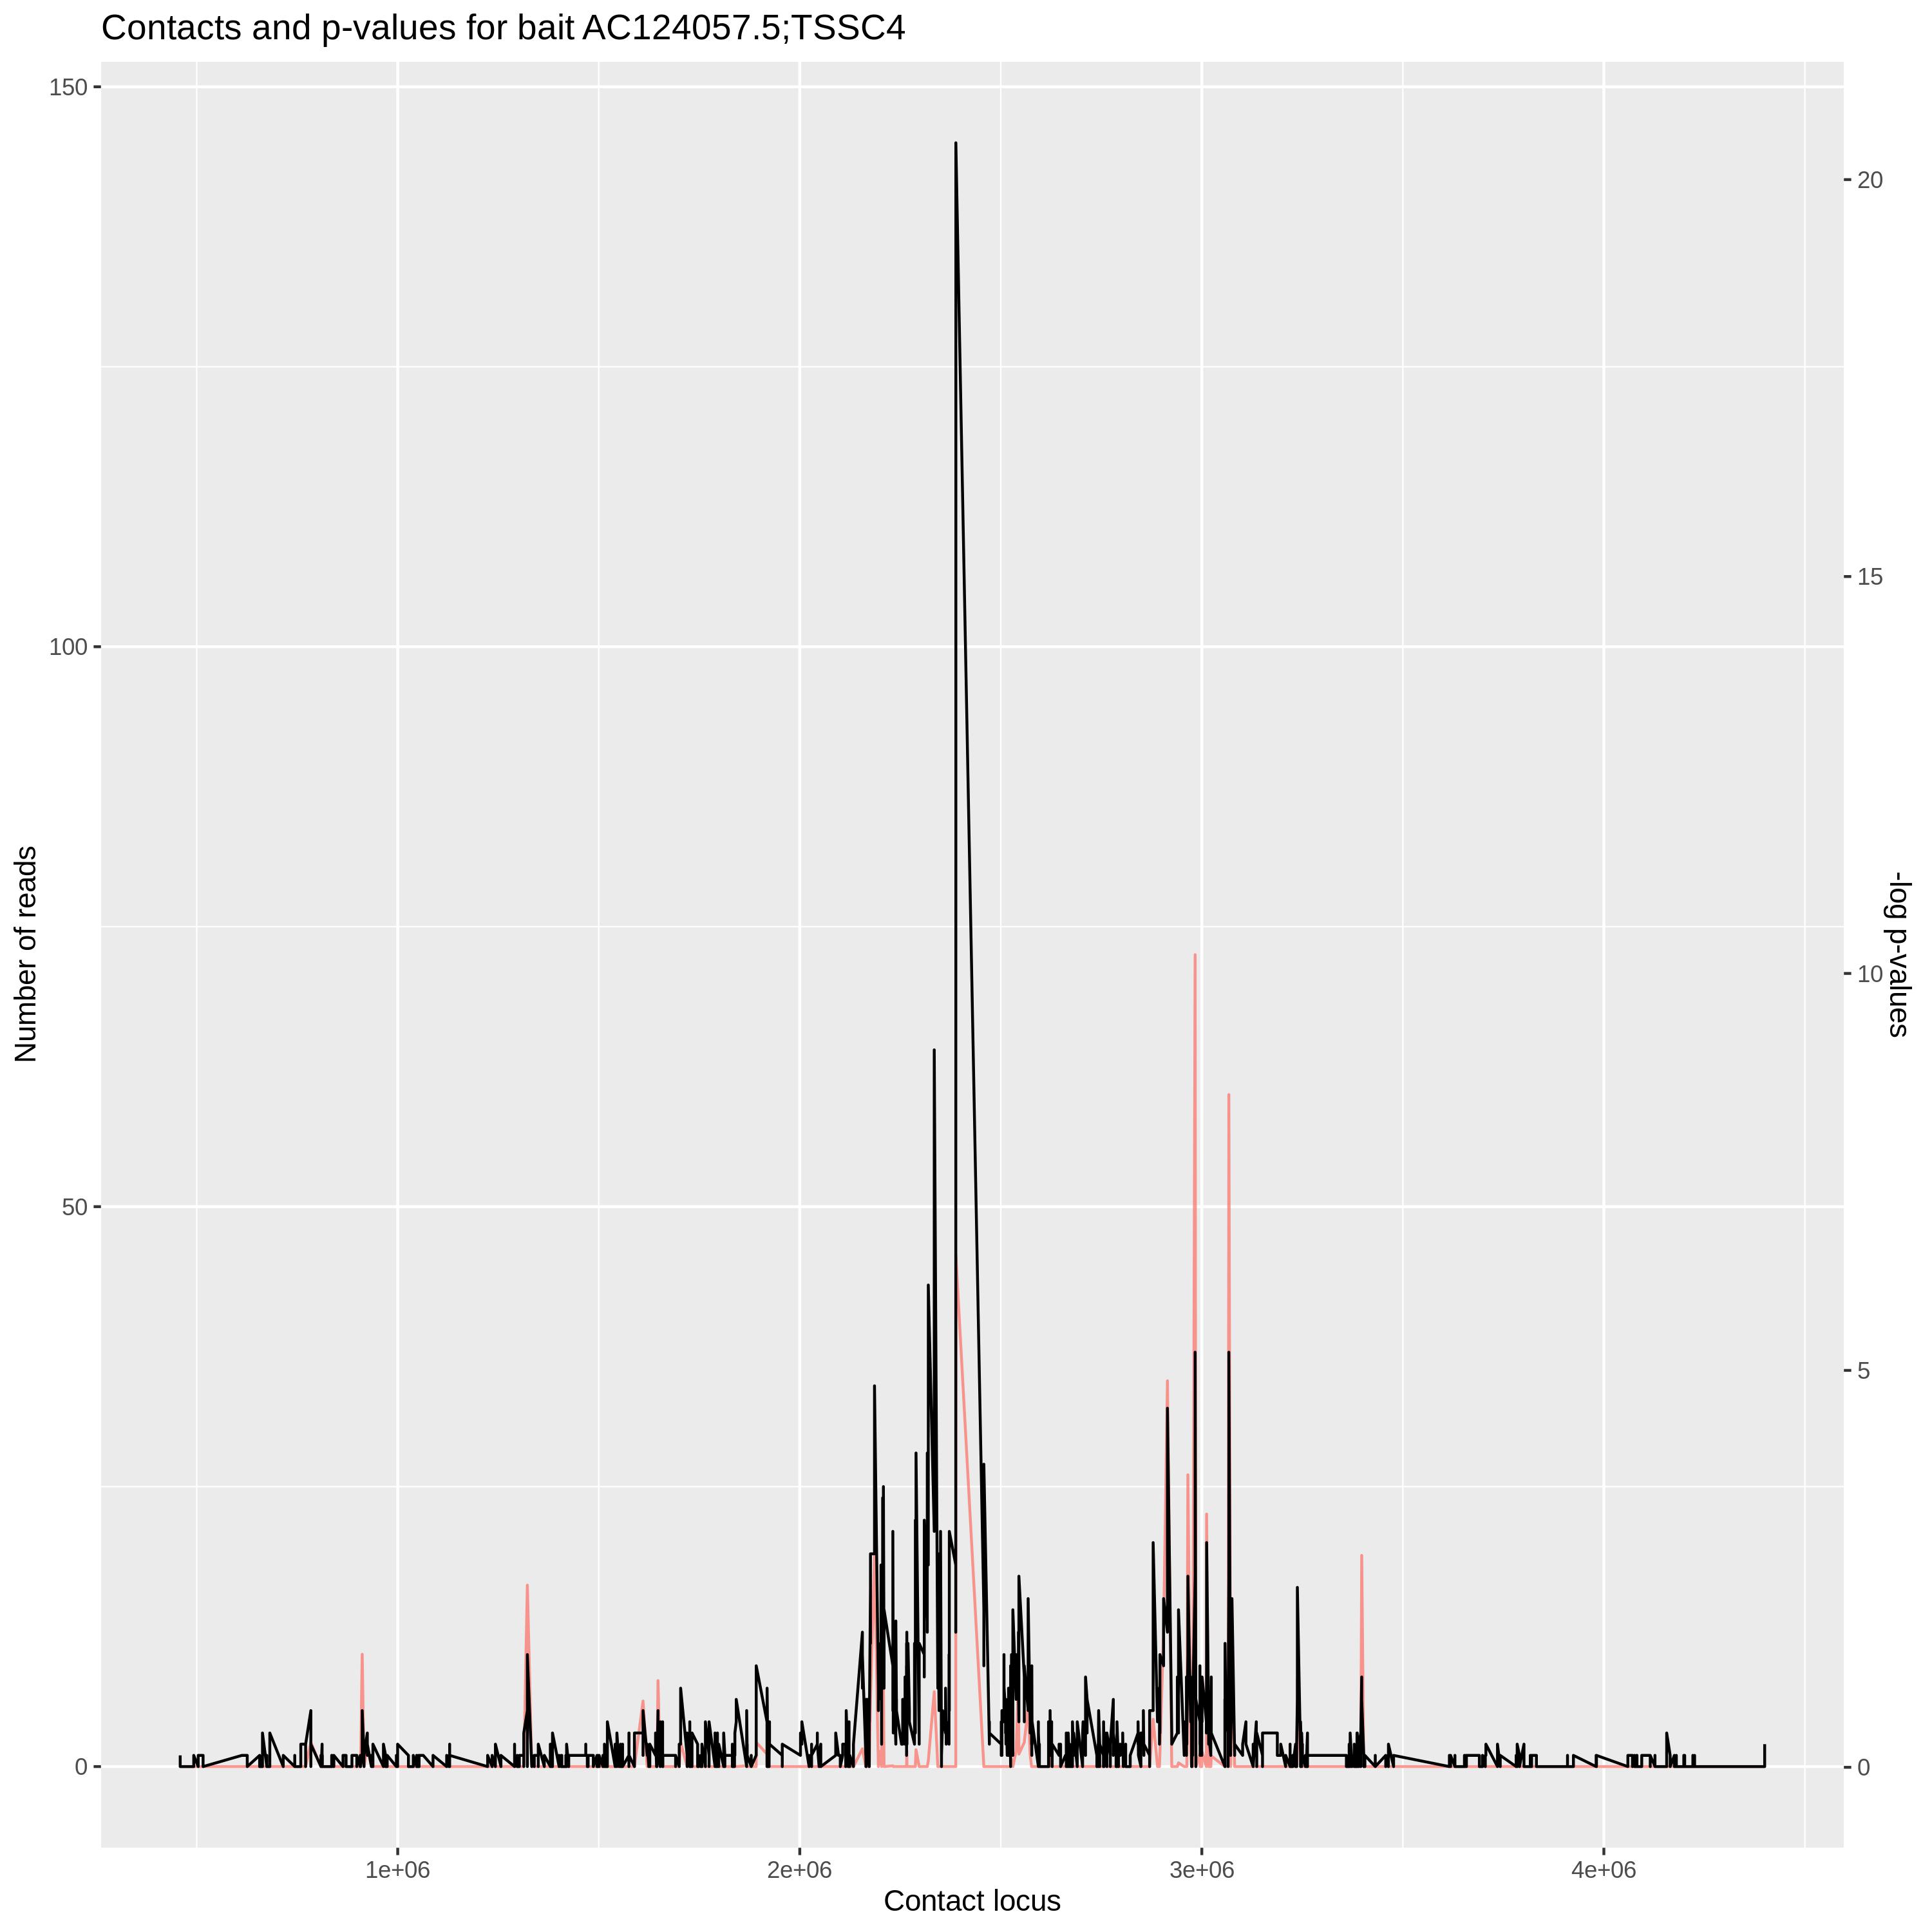 Contacts and p-values for bait AC124057.5;TSSC4
150
100
50
0
Number of reads
20
15
10
5
0
-log p-values
1e+06
2e+06
3e+06
4e+06
Contact locus